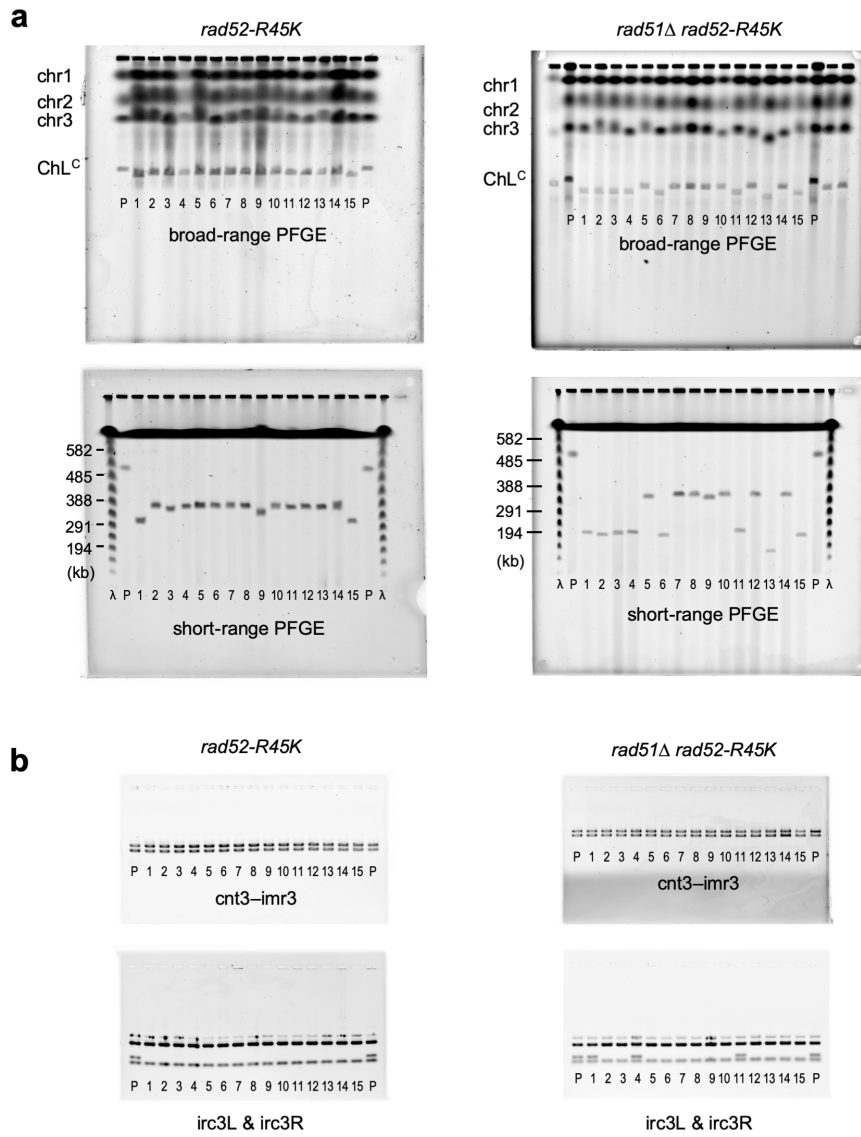 a
rad52-R45K
rad51Δ rad52-R45K
chr1
chr2
chr3
ChLᶜ
P 1 2 3 4 5 6 7 8 9 10 11 12 13 14 15 P
broad-range PFGE
chr1
chr2
chr3
ChLᶜ
P 1 2 3 4 5 6 7 8 9 10 11 12 13 14 15 P
broad-range PFGE
582
485
388
291
194
(kb)
λ P 1 2 3 4 5 6 7 8 9 10 11 12 13 14 15 P λ
short-range PFGE
582
485
388
291
194
(kb)
λ P 1 2 3 4 5 6 7 8 9 10 11 12 13 14 15 P λ
short-range PFGE
b
rad52-R45K
rad51Δ rad52-R45K
P 1 2 3 4 5 6 7 8 9 10 11 12 13 14 15 P
cnt3–imr3
P 1 2 3 4 5 6 7 8 9 10 11 12 13 14 15 P
cnt3–imr3
P 1 2 3 4 5 6 7 8 9 10 11 12 13 14 15 P
irc3L & irc3R
P 1 2 3 4 5 6 7 8 9 10 11 12 13 14 15 P
irc3L & irc3R